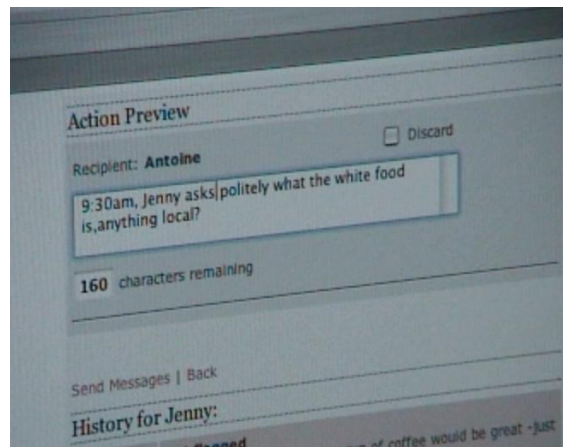 Action Preview
Discard
Recipient: Antoine
9:30am, Jenny asks politely what the white food
is,anything local?
160 characters remaining
Send Messages | Back
History for Jenny:
of coffee would be great -Just